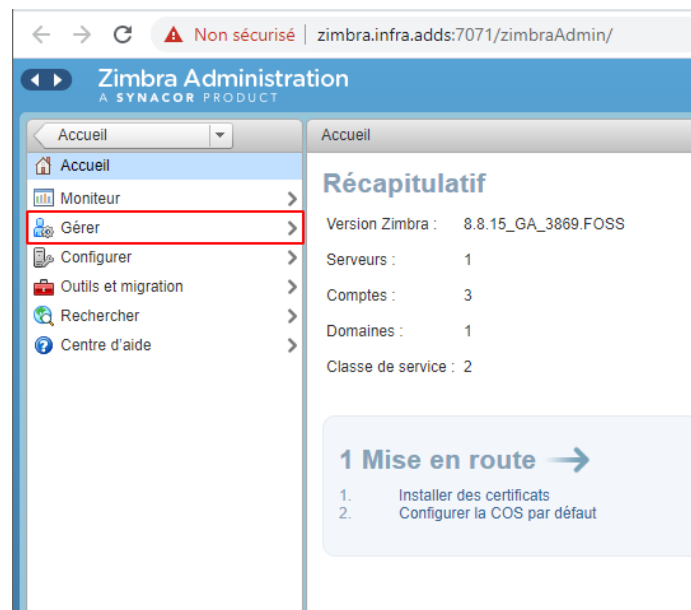 Non sécurisé | zimbra.infra.adds:7071/zimbraAdmin/
Zimbra Administration
A SYNACOR PRODUCT
Accueil
Accueil
Moniteur
Gérer
Configurer
Outils et migration
Rechercher
Centre d'aide
Accueil
Récapitulatif
Version Zimbra : 8.8.15_GA_3869.FOSS
Serveurs : 1
Comptes : 3
Domaines : 1
Classe de service : 2
1 Mise en route
1. Installer des certificats
2. Configurer la COS par défaut